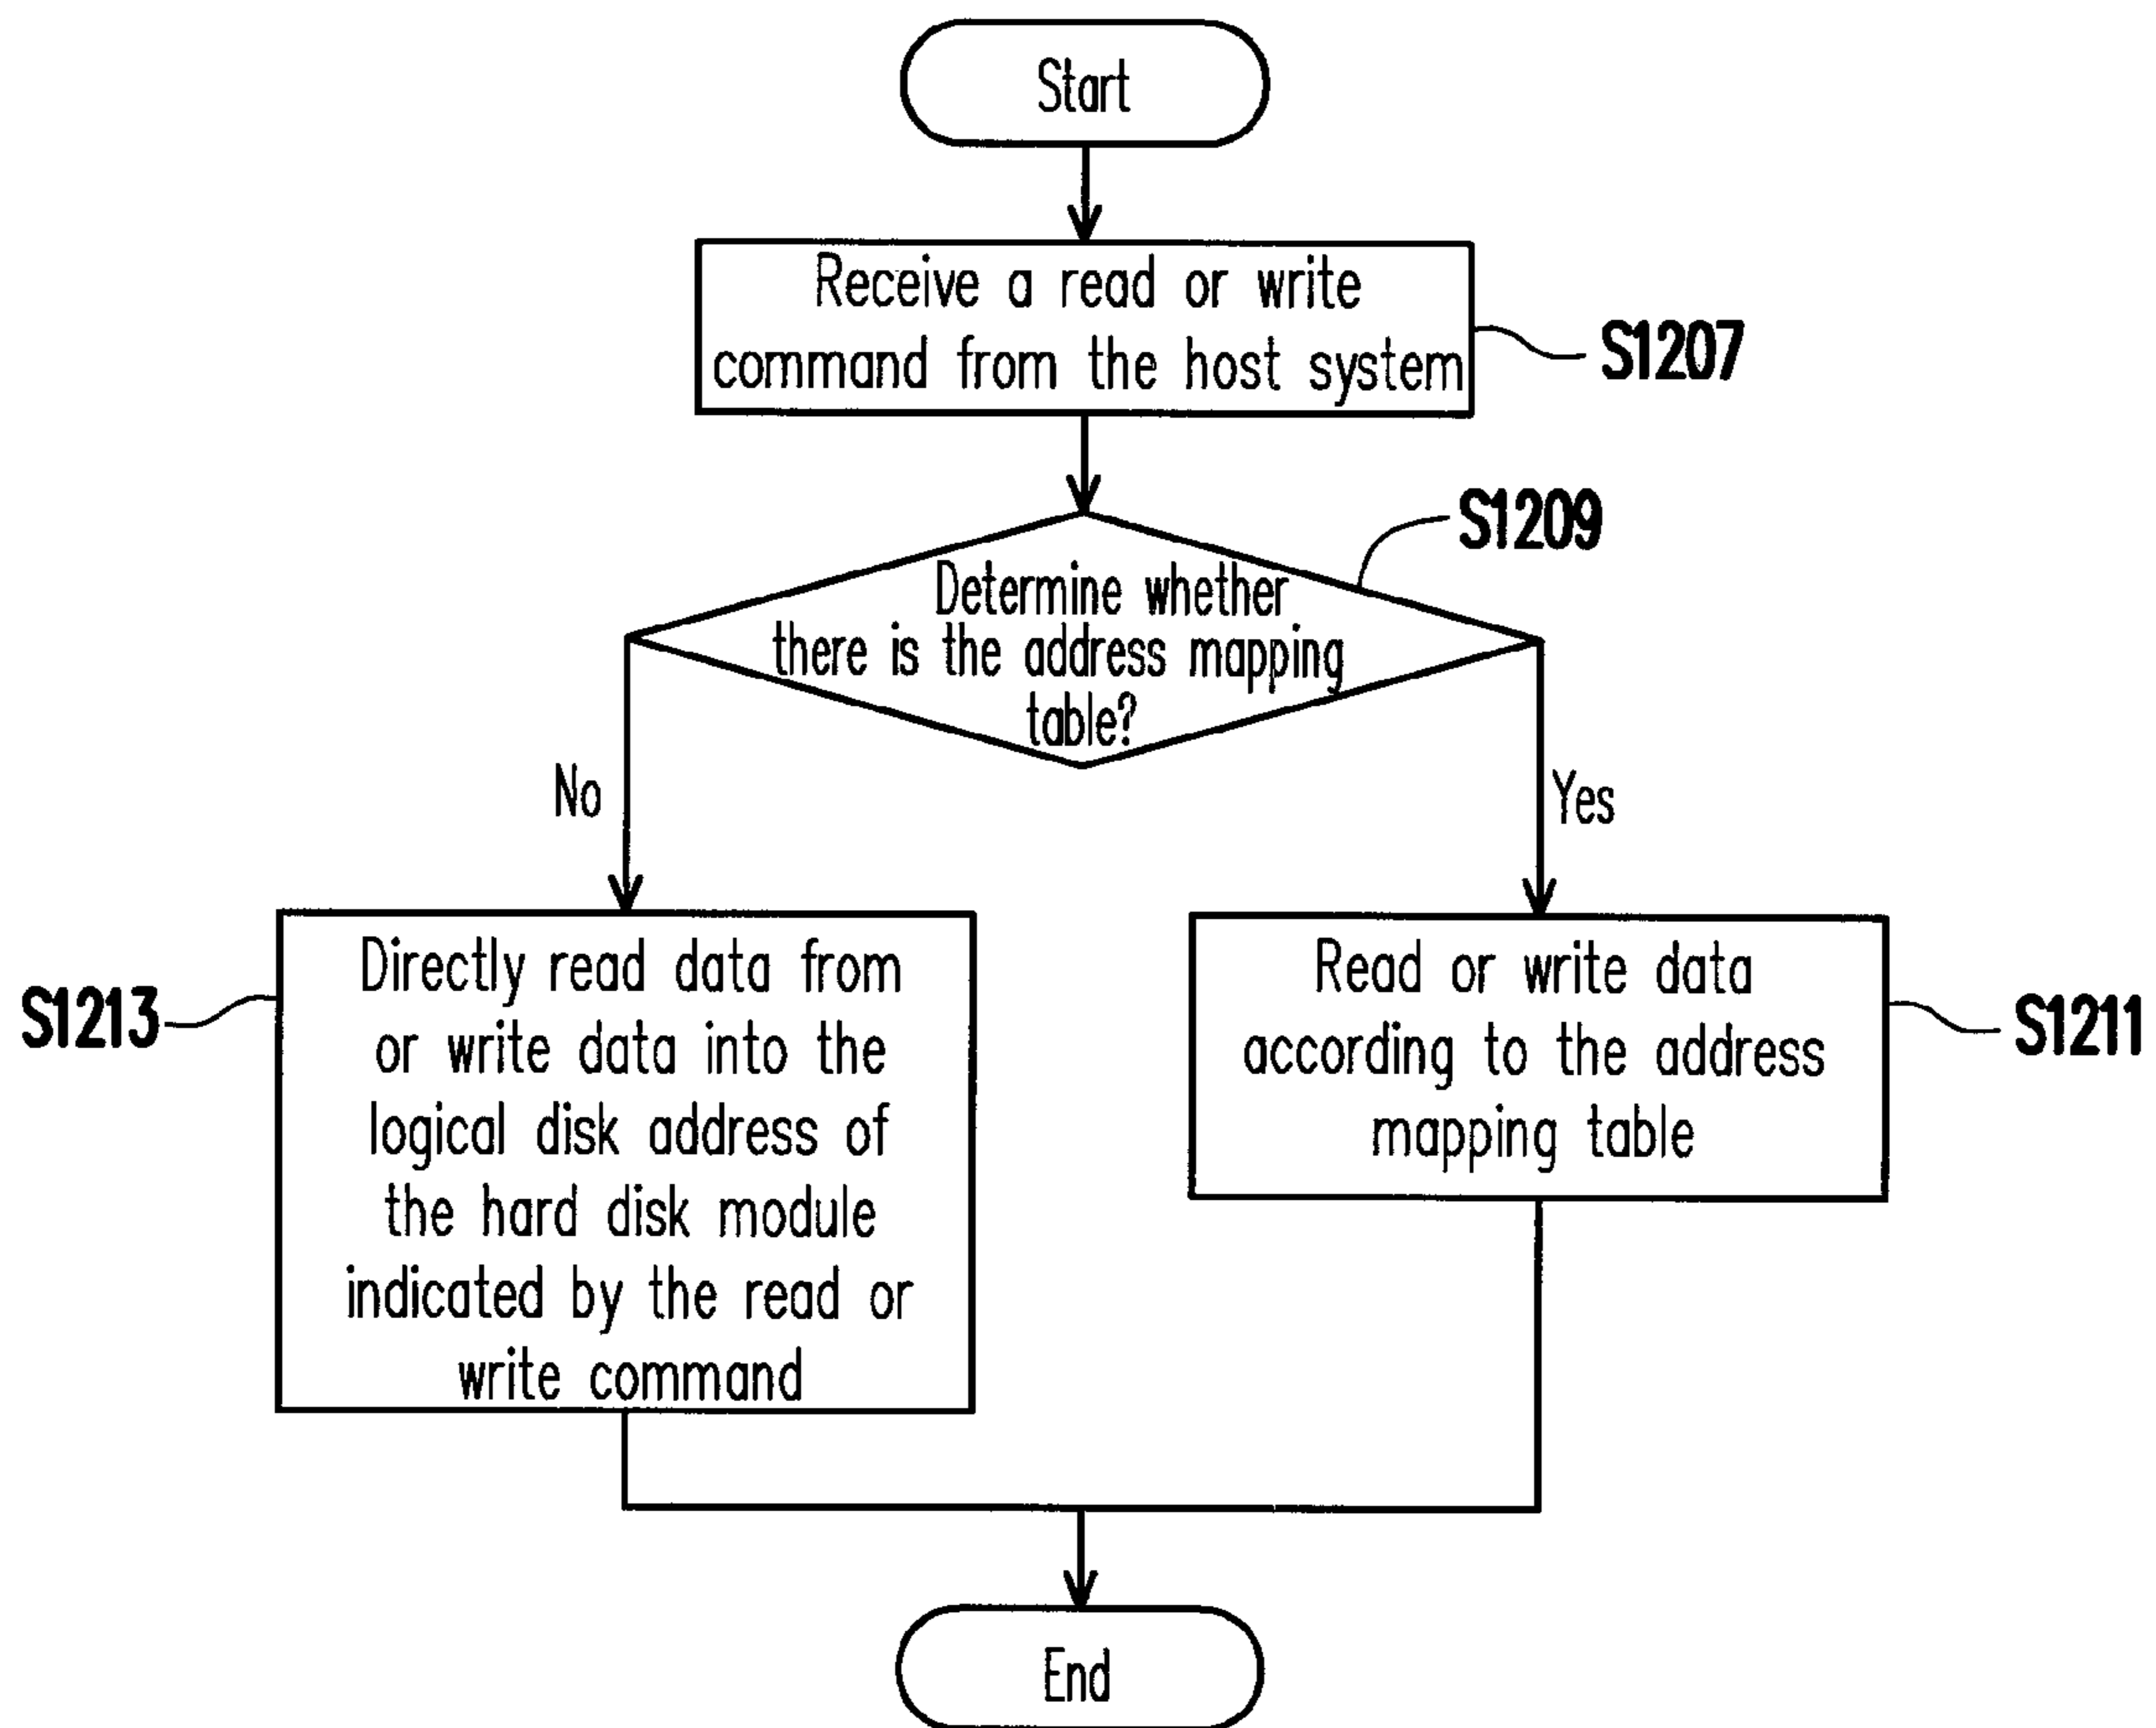 Start
Receive a read or write
command from the host system
S1207
S1209
Determine whether
there is the address mapping
table?
No
Yes
S1213
Directly read data from
or write data into the
logical disk address of
the hard disk module
indicated by the read or
write command
Read or write data
according to the address
mapping table
S1211
End